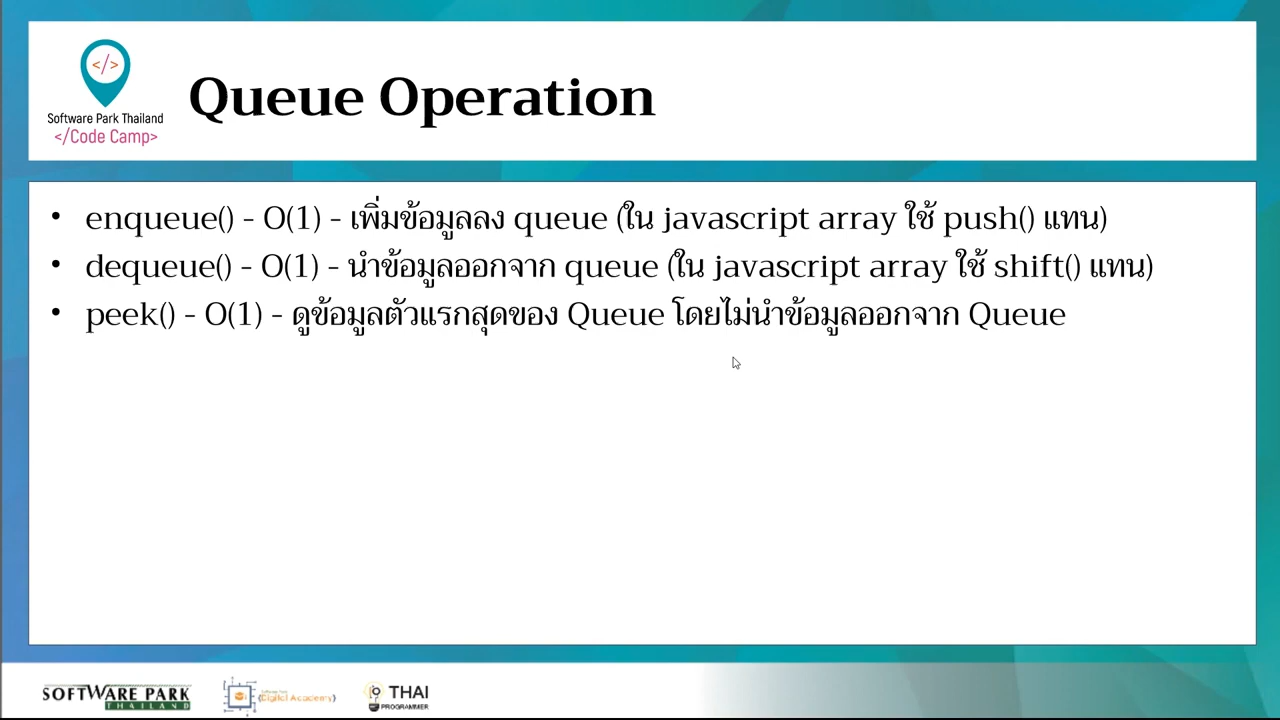 </>
Software Park Thailand
</Code Camp>
Queue Operation
• enqueue() - O(1) - เพิ่มข้อมูลลง queue (ใน javascript array ใช้ push() แทน)
• dequeue() - O(1) - นำข้อมูลออกจาก queue (ใน javascript array ใช้ shift() แทน)
• peek() - O(1) - ดูข้อมูลตัวแรกสุดของ Queue โดยไม่นำข้อมูลออกจาก Queue
SOFTWARE PARK
THAILAND
Software Park
{Digital Academy}
THAI
PROGRAMMER